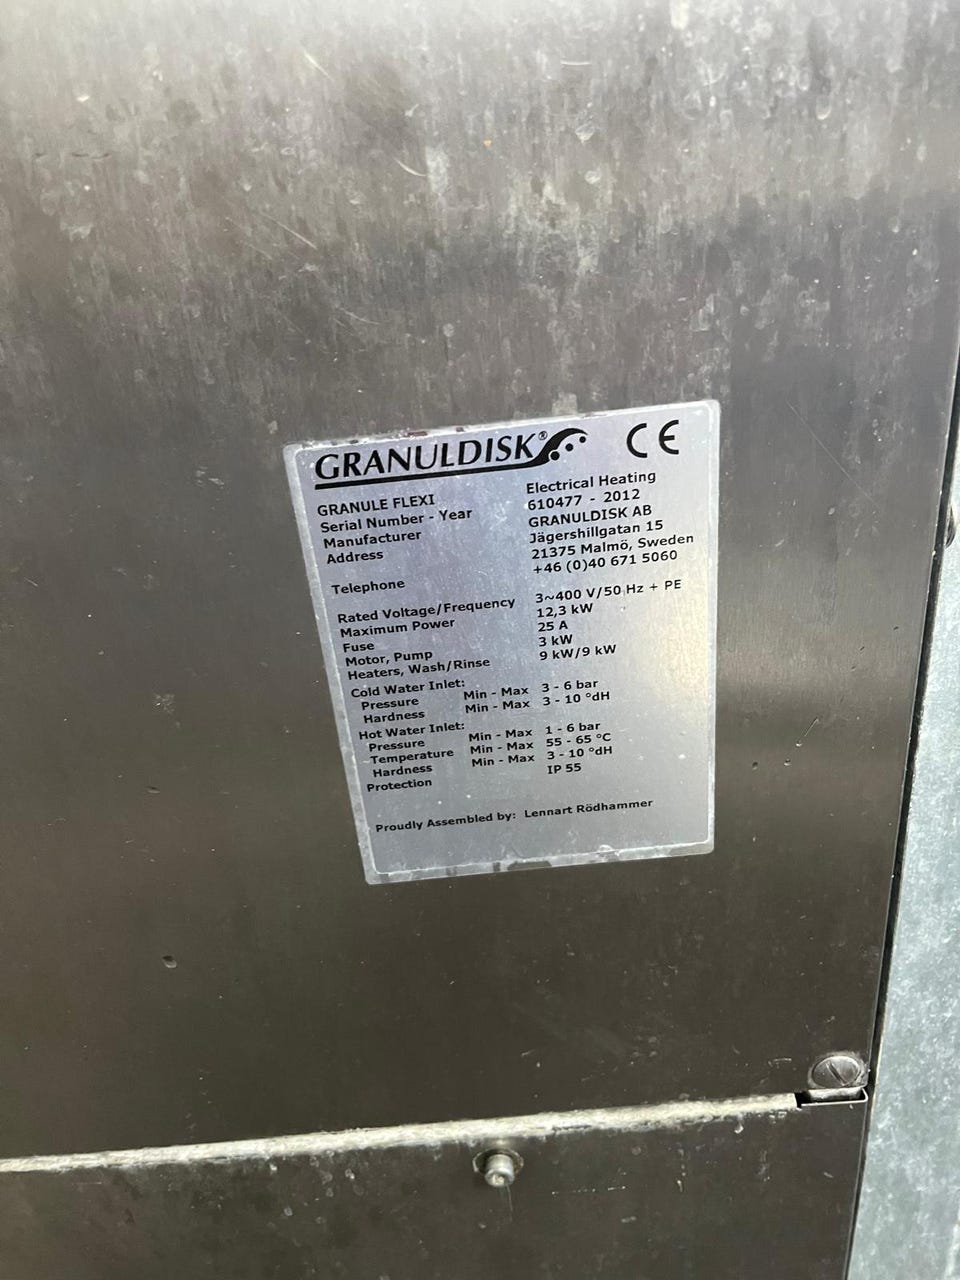 GRANULDISK® CE
GRANULE FLEXI Electrical Heating
Serial Number - Year 610477 - 2012
Manufacturer GRANULDISK AB
Address Jägershillgatan 15
21375 Malmö, Sweden
Telephone +46 (0)40 671 5060
Rated Voltage/Frequency 3~400 V/50 Hz + PE
Maximum Power 12,3 kW
Fuse 25 A
Motor, Pump 3 kW
Heaters, Wash/Rinse 9 kW/9 kW
Cold Water Inlet:
Pressure Min - Max 3 - 6 bar
Hardness Min - Max 3 - 10 °dH
Hot Water Inlet:
Pressure Min - Max 1 - 6 bar
Temperature Min - Max 55 - 65 °C
Hardness Min - Max 3 - 10 °dH
Protection IP 55
Proudly Assembled by: Lennart Rödhammer